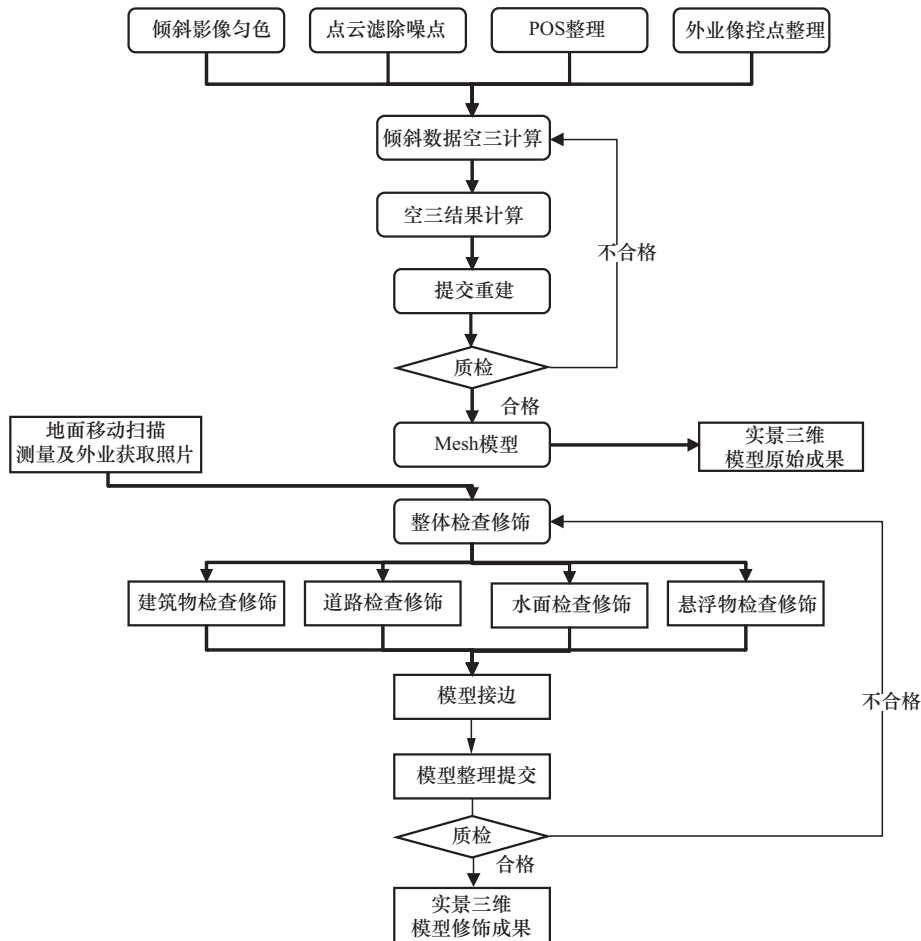 倾斜影像匀色
点云滤除噪点
POS整理
外业像控点整理
倾斜数据空三计算
空三结果计算
不合格
提交重建
质检
合格
地面移动扫描
测量及外业获取照片
Mesh模型
实景三维
模型原始成果
整体检查修饰
建筑物检查修饰
道路检查修饰
水面检查修饰
悬浮物检查修饰
模型接边
不合格
模型整理提交
质检
合格
实景三维
模型修饰成果